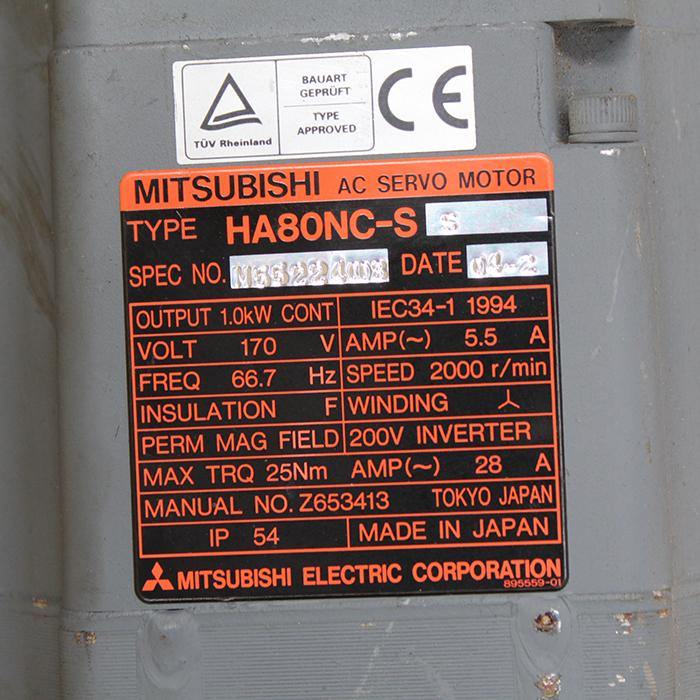 TÜV Rheinland
BAUART
GEPRÜFT
TYPE
APPROVED
CE
MITSUBISHI AC SERVO MOTOR
TYPE HA80NC-S S
SPEC NO. DATE
OUTPUT 1.0kW CONT IEC34-1 1994
VOLT 170 V AMP(~) 5.5 A
FREQ 66.7 Hz SPEED 2000 r/min
INSULATION F WINDING
PERM MAG FIELD 200V INVERTER
MAX TRQ 25Nm AMP(~) 28 A
MANUAL NO. Z653413 TOKYO JAPAN
IP 54 MADE IN JAPAN
MITSUBISHI ELECTRIC CORPORATION
895559-01